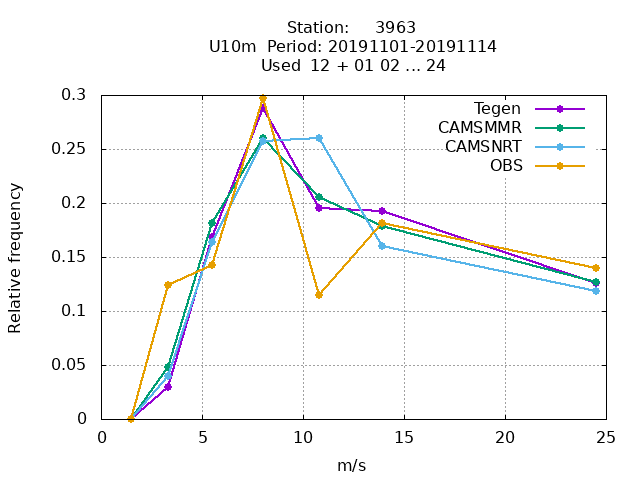 Station: 3963
U10m Period: 20191101-20191114
Used 12 + 01 02 ... 24
0.3
0.25
0.2
0.15
0.1
0.05
0
Relative frequency
Tegen
CAMSMMR
CAMSNRT
OBS
0 5 10 15 20 25
m/s